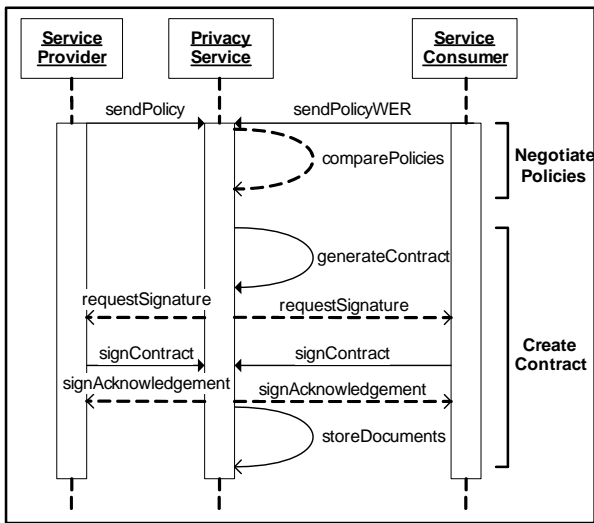 Service
Provider
Privacy
Service
Service
Consumer
sendPolicy
sendPolicyWER
comparePolicies
Negotiate
Policies
generateContract
requestSignature
requestSignature
signContract
signContract
Create
Contract
signAcknowledgement
signAcknowledgement
storeDocuments